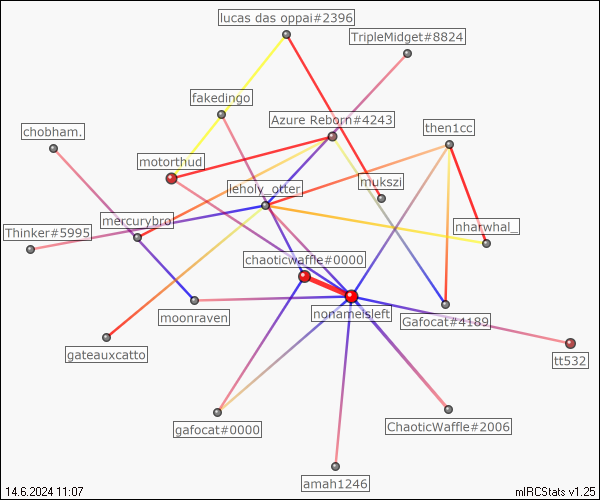 lucas das oppai#2396
TripleMidget#8824
fakedingo
Azure Reborn#4243
then1cc
chobham.
motorthud
mukszi
leholy_otter
mercurybro
nharwhal_
Thinker#5995
chaoticwaffle#0000
moonraven
nonameisleft
Gafocat#4189
gateauxcatto
tt532
gafocat#0000
ChaoticWaffle#2006
amah1246
14.6.2024 11:07
mIRCStats v1.25